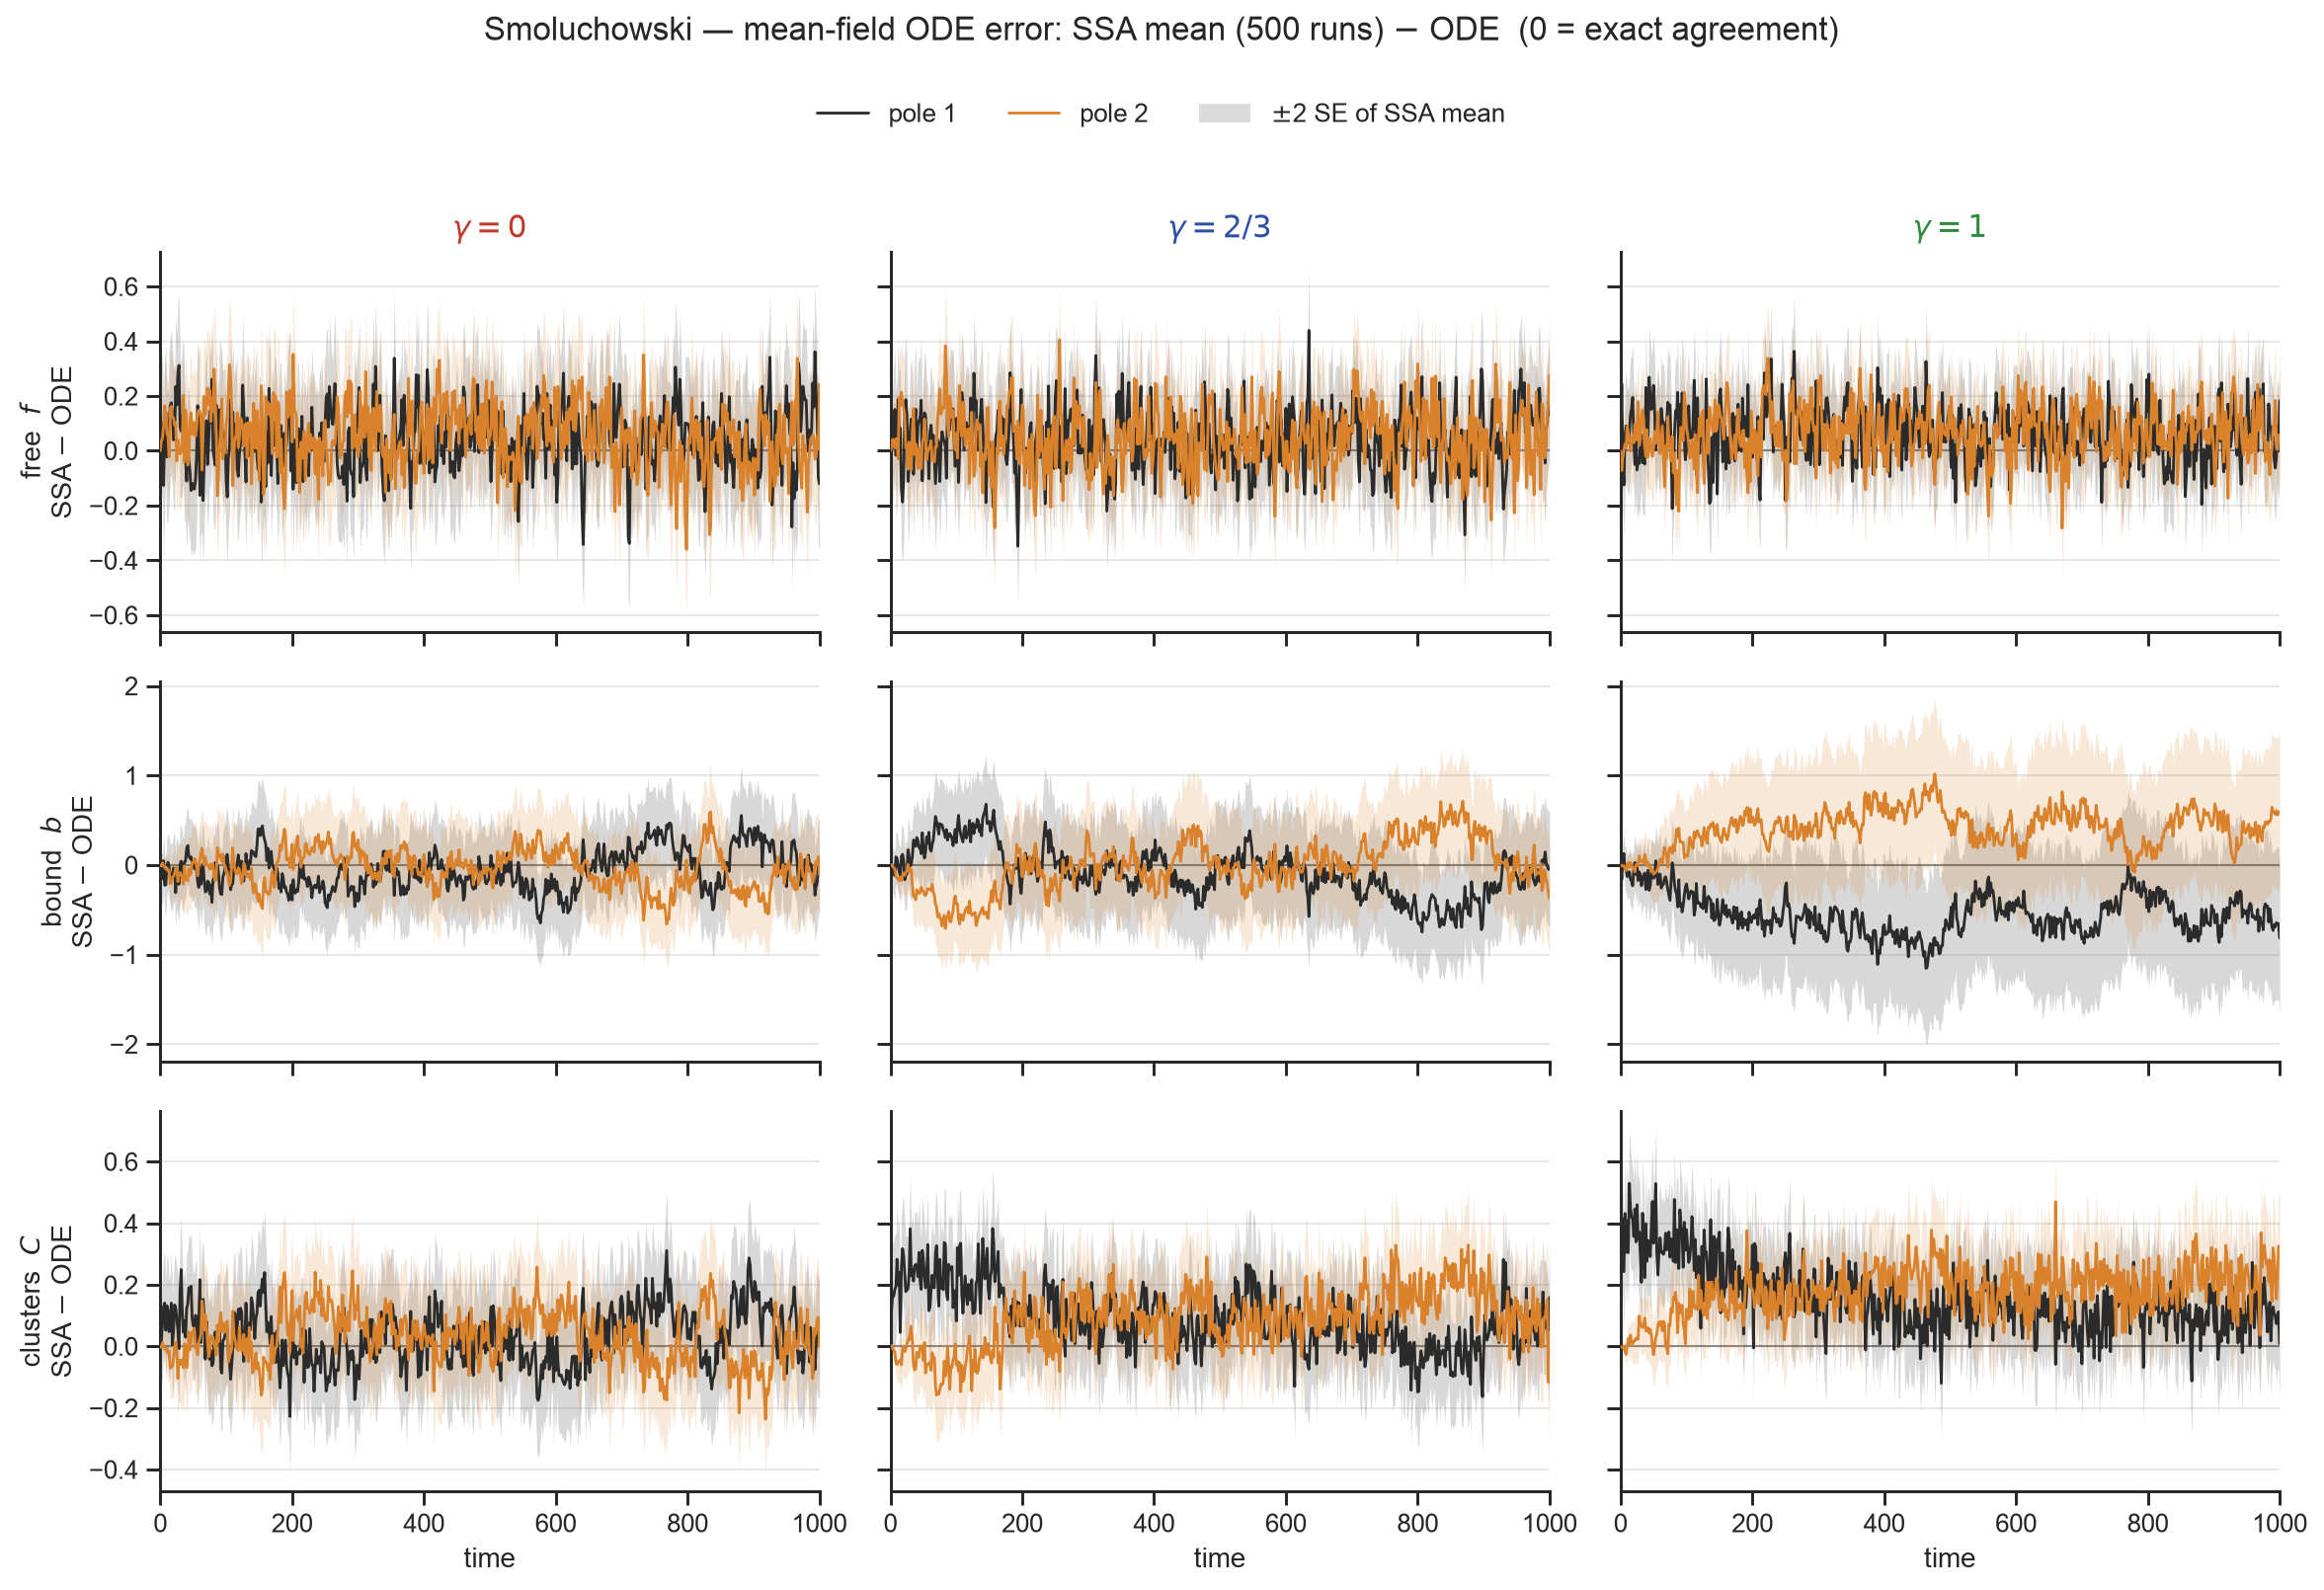 Smoluchowski — mean-field ODE error: SSA mean (500 runs) − ODE  (0 = exact agreement)
pole 1
pole 2
±2 SE of SSA mean
γ = 0
γ = 2/3
γ = 1
free f
SSA − ODE
0.6
0.4
0.2
0.0
−0.2
−0.4
−0.6
bound b
SSA − ODE
2
1
0
−1
−2
clusters C
SSA − ODE
0.6
0.4
0.2
0.0
−0.2
−0.4
0 200 400 600 800 1000
0 200 400 600 800 1000
0 200 400 600 800 1000
time
time
time